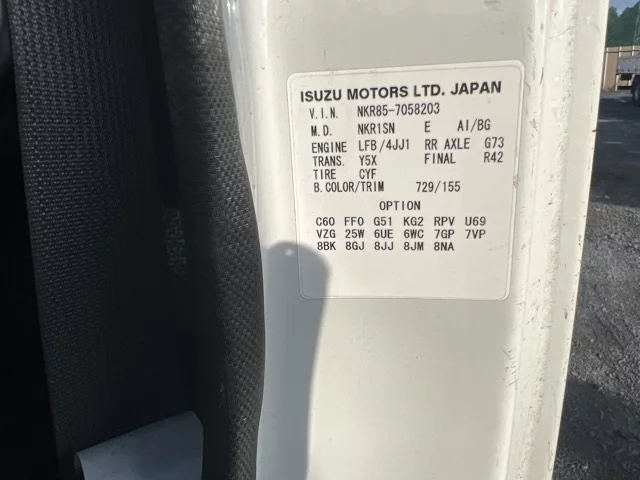 ISUZU MOTORS LTD. JAPAN
V.I.N. NKR85-7058203
M.D. NKR1SN E AI/BG
ENGINE LFB/4JJ1 RR AXLE G73
TRANS. Y5X FINAL R42
TIRE CYF
B.COLOR/TRIM 729/155
OPTION
C60 FF0 G51 KG2 RPV U69
VZG 25W 6UE 6WC 7GP 7VP
8BK 8GJ 8JJ 8JM 8NA